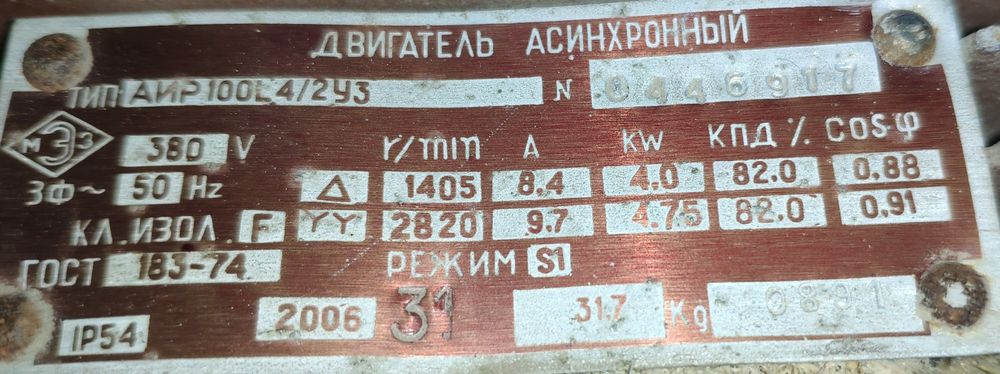 ДВИГАТЕЛЬ АСИНХРОННЫЙ
ТИП АИР100L4/2У3 N 0446917
МЭЗ 380 V r/min A KW КПД % COSφ
3Ф~ 50 Hz Δ 1405 8.4 4.0 82.0 0.88
КЛ.ИЗОЛ. F YY 2820 9.7 4.75 82.0 0.91
ГОСТ 183-74 РЕЖИМ S1
IP54 2006 31 31.7 Kg 0801